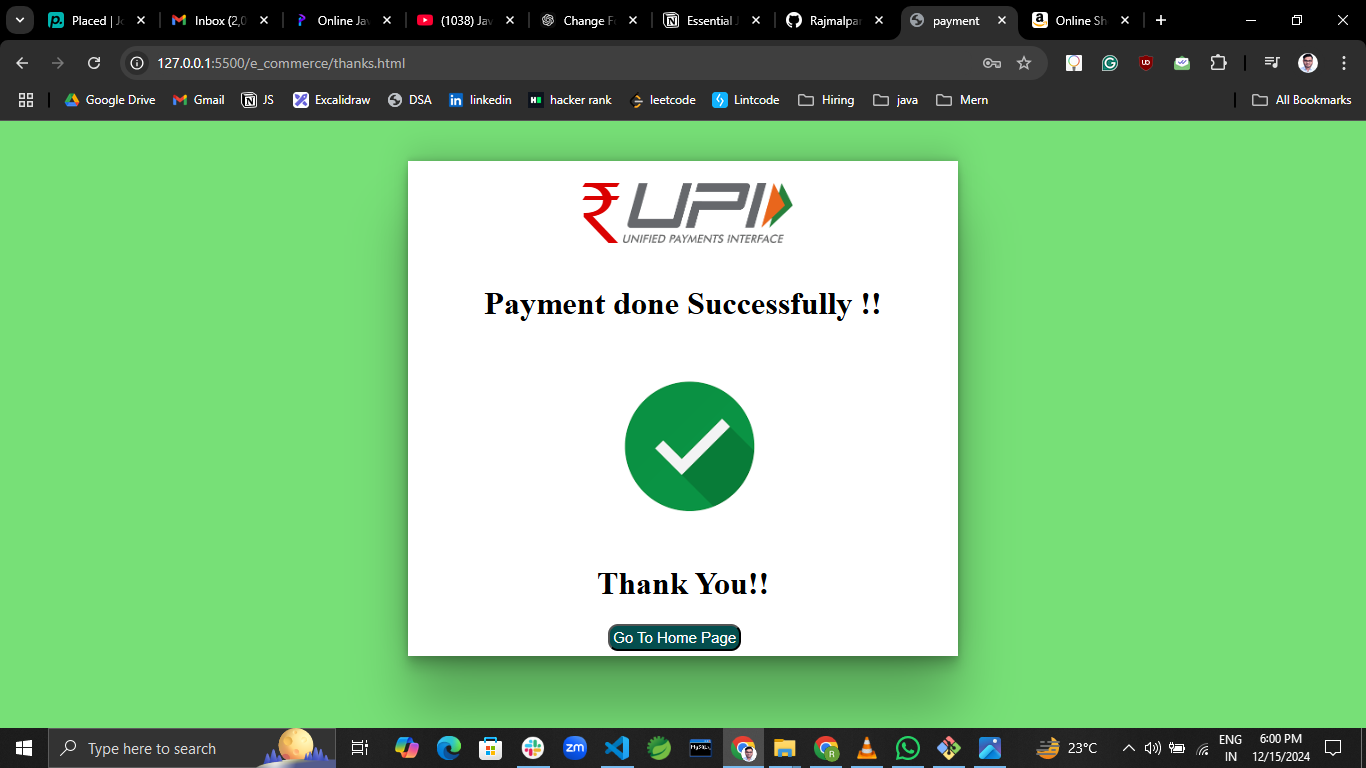 Placed | Jo
Inbox (2,0
Online Jav
(1038) Jav
Change Fo
Essential J
Rajmalpar
payment
Online Sh
127.0.0.1:5500/e_commerce/thanks.html
Google Drive
Gmail
JS
Excalidraw
DSA
linkedin
hacker rank
leetcode
Lintcode
Hiring
java
Mern
All Bookmarks
₹ UPI
UNIFIED PAYMENTS INTERFACE
Payment done Successfully !!
Thank You!!
Go To Home Page
Type here to search
zm
MySQL
R
23°C
ENG
IN
6:00 PM
12/15/2024